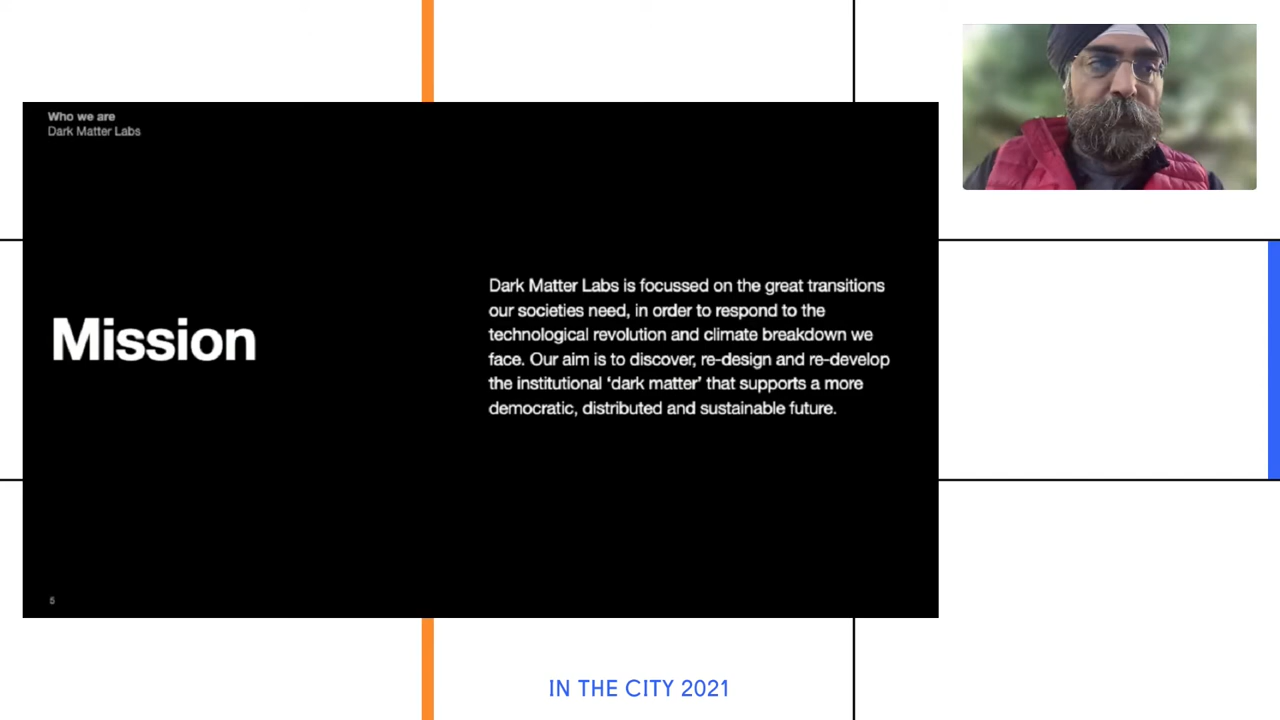 Who we are
Dark Matter Labs
Mission
Dark Matter Labs is focussed on the great transitions
our societies need, in order to respond to the
technological revolution and climate breakdown we
face. Our aim is to discover, re-design and re-develop
the institutional ‘dark matter’ that supports a more
democratic, distributed and sustainable future.
5
IN THE CITY 2021